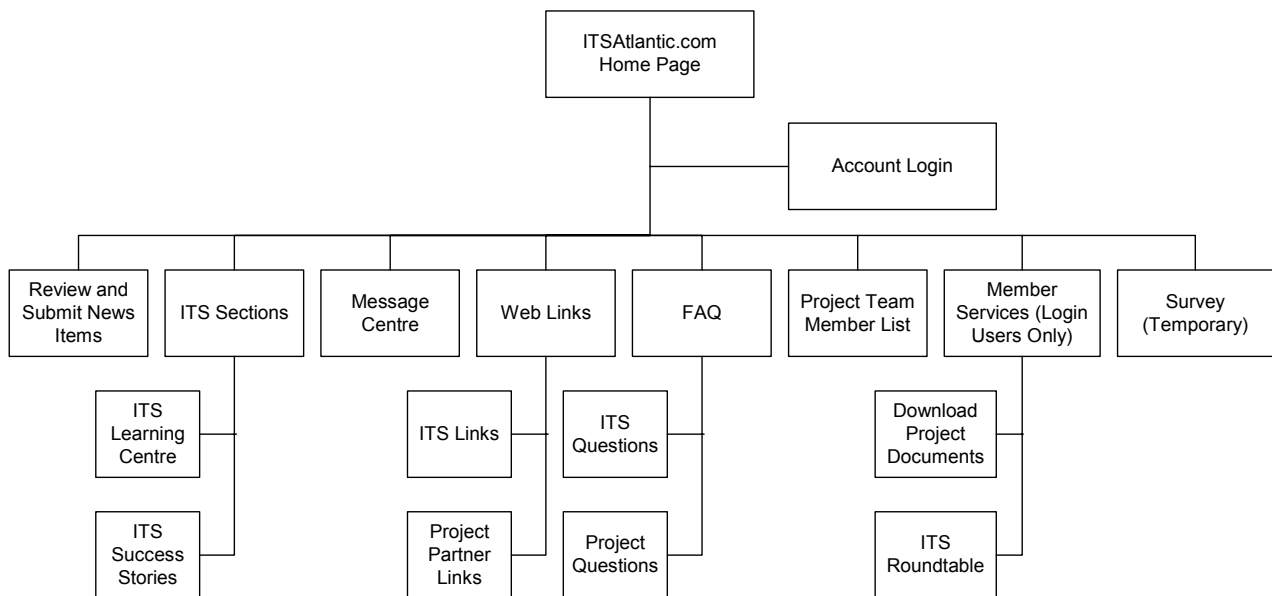 ITSAtlantic.com
Home Page
Account Login
Review and
Submit News
Items
ITS Sections
Message
Centre
Web Links
FAQ
Project Team
Member List
Member
Services (Login
Users Only)
Survey
(Temporary)
ITS
Learning
Centre
ITS Links
ITS
Questions
Download
Project
Documents
ITS
Success
Stories
Project
Partner
Links
Project
Questions
ITS
Roundtable